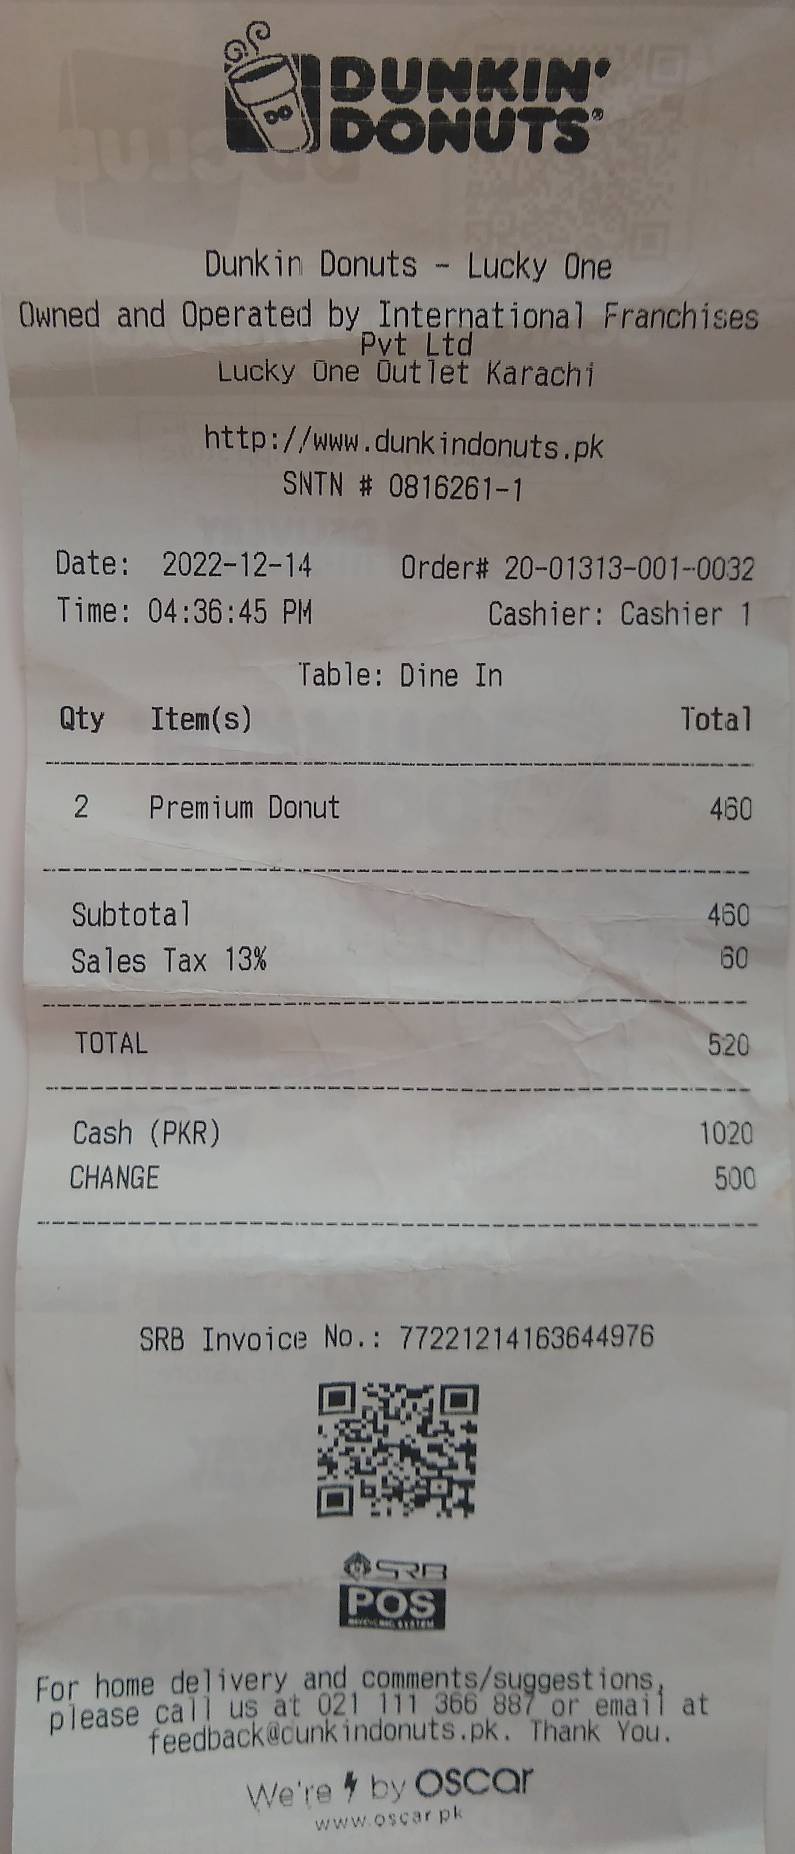 DUNKIN'
DONUTS®
Dunkin Donuts - Lucky One
Owned and Operated by International Franchises
Pvt Ltd
Lucky One Outlet Karachi
http://www.dunkindonuts.pk
SNTN # 0816261-1
Date: 2022-12-14 Order# 20-01313-001-0032
Time: 04:36:45 PM Cashier: Cashier 1
Table: Dine In
Qty Item(s) Total
2 Premium Donut 460
Subtotal 460
Sales Tax 13% 60
TOTAL 520
Cash (PKR) 1020
CHANGE 500
SRB Invoice No.: 77221214163644976
SRB
POS
For home delivery and comments/suggestions,
please call us at 021 111 366 887 or email at
feedback@dunkindonuts.pk. Thank You.
We're by oscar
www.oscar.pk